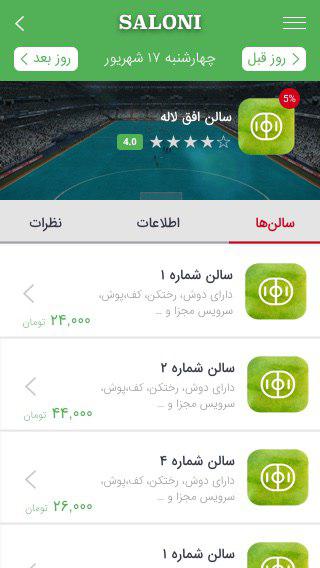 SALONI
روز قبل
چهارشنبه ۱۷ شهریور
روز بعد
5%
سالن افق لاله
4.0
سالن‌ها
اطلاعات
نظرات
سالن شماره ۱
دارای دوش، رختکن، کف‌پوش،
سرویس مجزا و ...
۲۴,۰۰۰ تومان
سالن شماره ۲
دارای دوش، رختکن، کف‌پوش،
سرویس مجزا و ...
۴۴,۰۰۰ تومان
سالن شماره ۴
دارای دوش، رختکن، کف‌پوش،
سرویس مجزا و ...
۲۶,۰۰۰ تومان
سالن شماره ۱